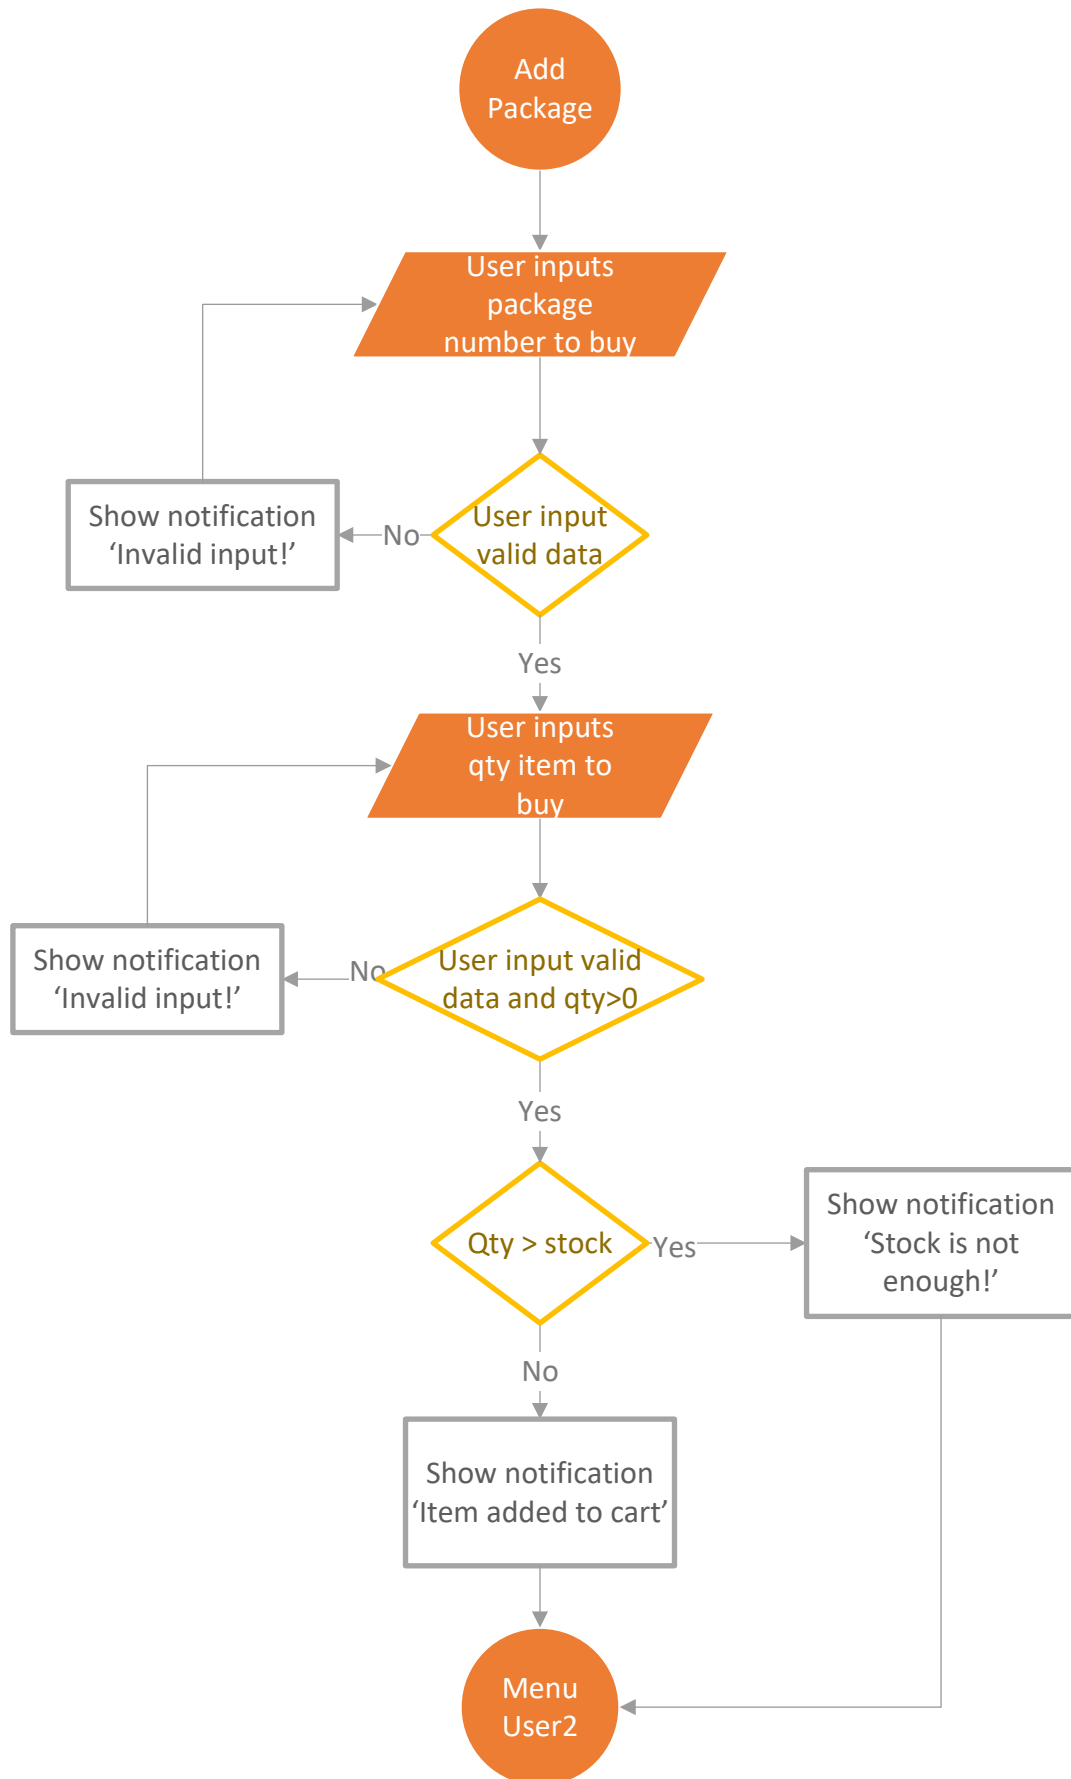 Add
Package
User inputs
package
number to buy
Show notification
‘Invalid input!’
No
User input
valid data
Yes
User inputs
qty item to
buy
Show notification
‘Invalid input!’
No
User input valid
data and qty>0
Yes
Qty > stock
Yes
Show notification
‘Stock is not
enough!’
No
Show notification
‘Item added to cart’
Menu
User2